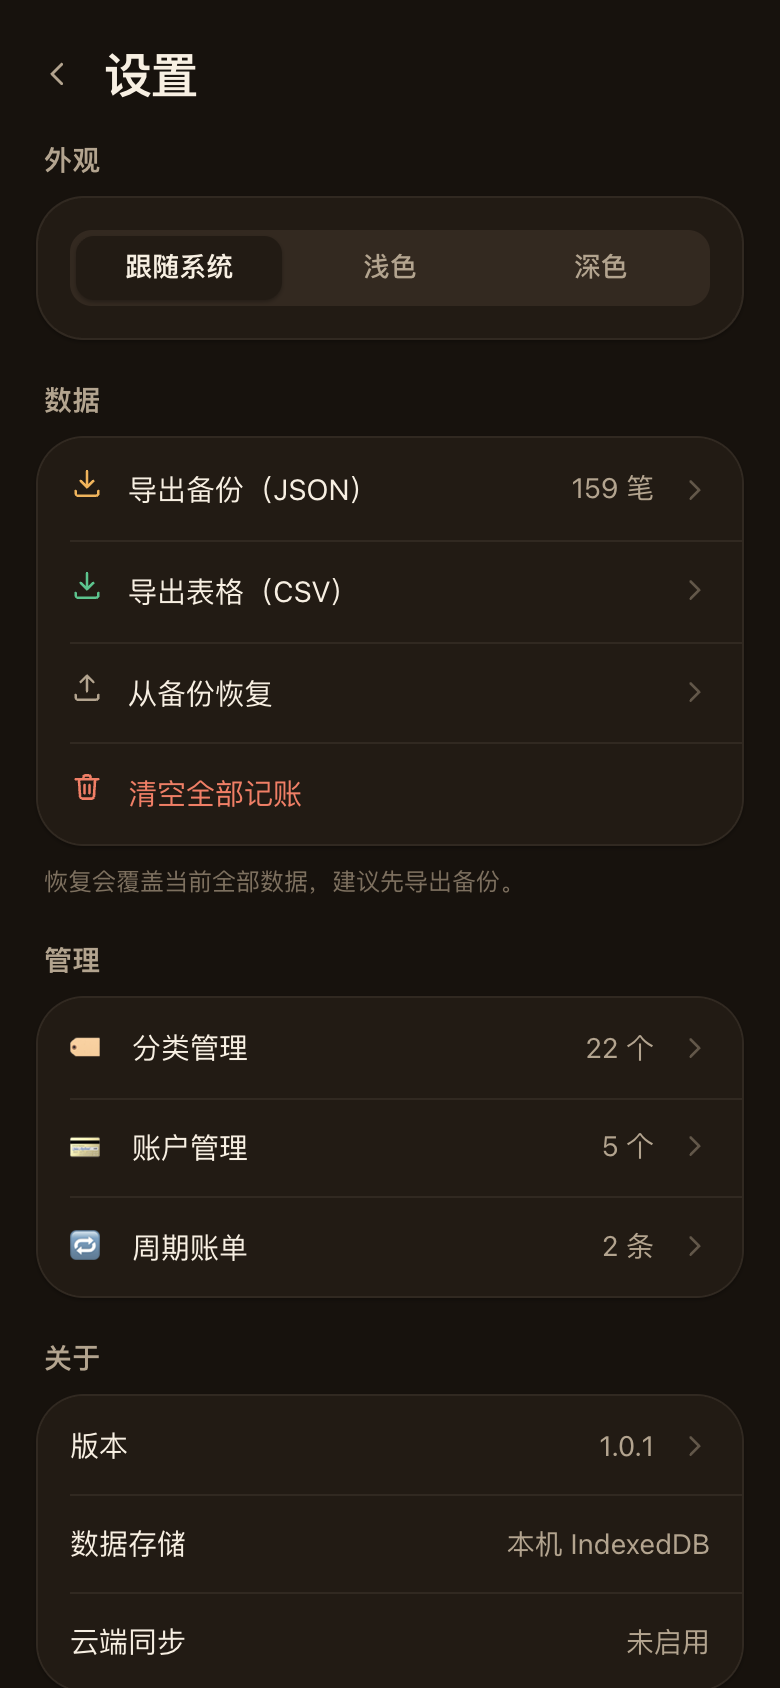 设置
外观
跟随系统 浅色 深色
数据
导出备份（JSON） 159 笔
导出表格（CSV）
从备份恢复
清空全部记账
恢复会覆盖当前全部数据，建议先导出备份。
管理
分类管理 22 个
账户管理 5 个
周期账单 2 条
关于
版本 1.0.1
数据存储 本机 IndexedDB
云端同步 未启用